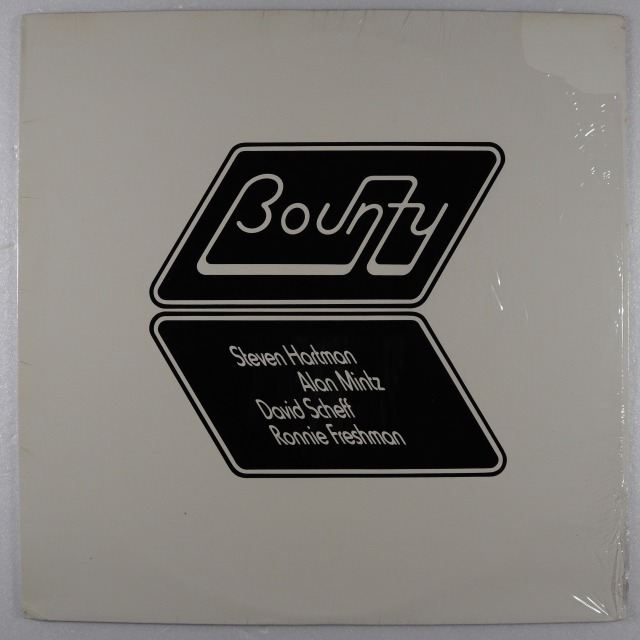 Bounty
Steven Hartman
Alan Mintz
David Scheff
Ronnie Freshman